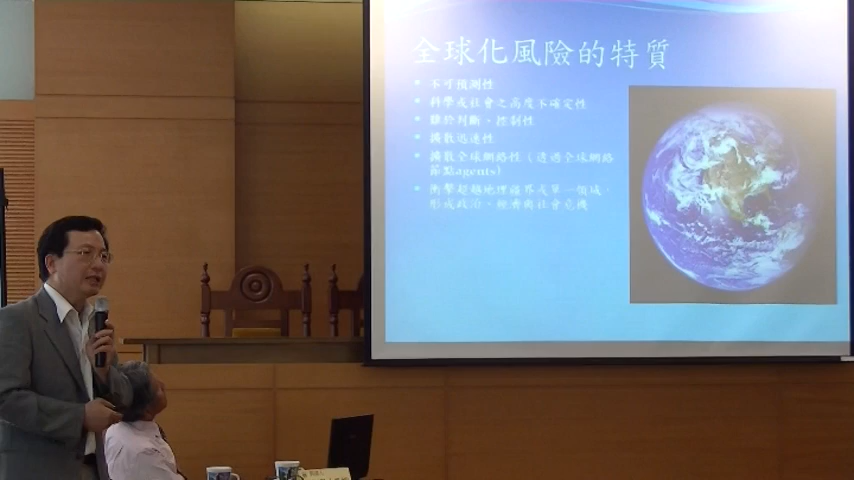 全球化風險的特質
不可預測性
科學或社會之高度不確定性
難於判斷、控制性
擴散迅速性
擴散全球網絡性（透過全球網路
節點agents）
衝擊超越地理疆界或單一領域，
形成政治、經濟與社會危機